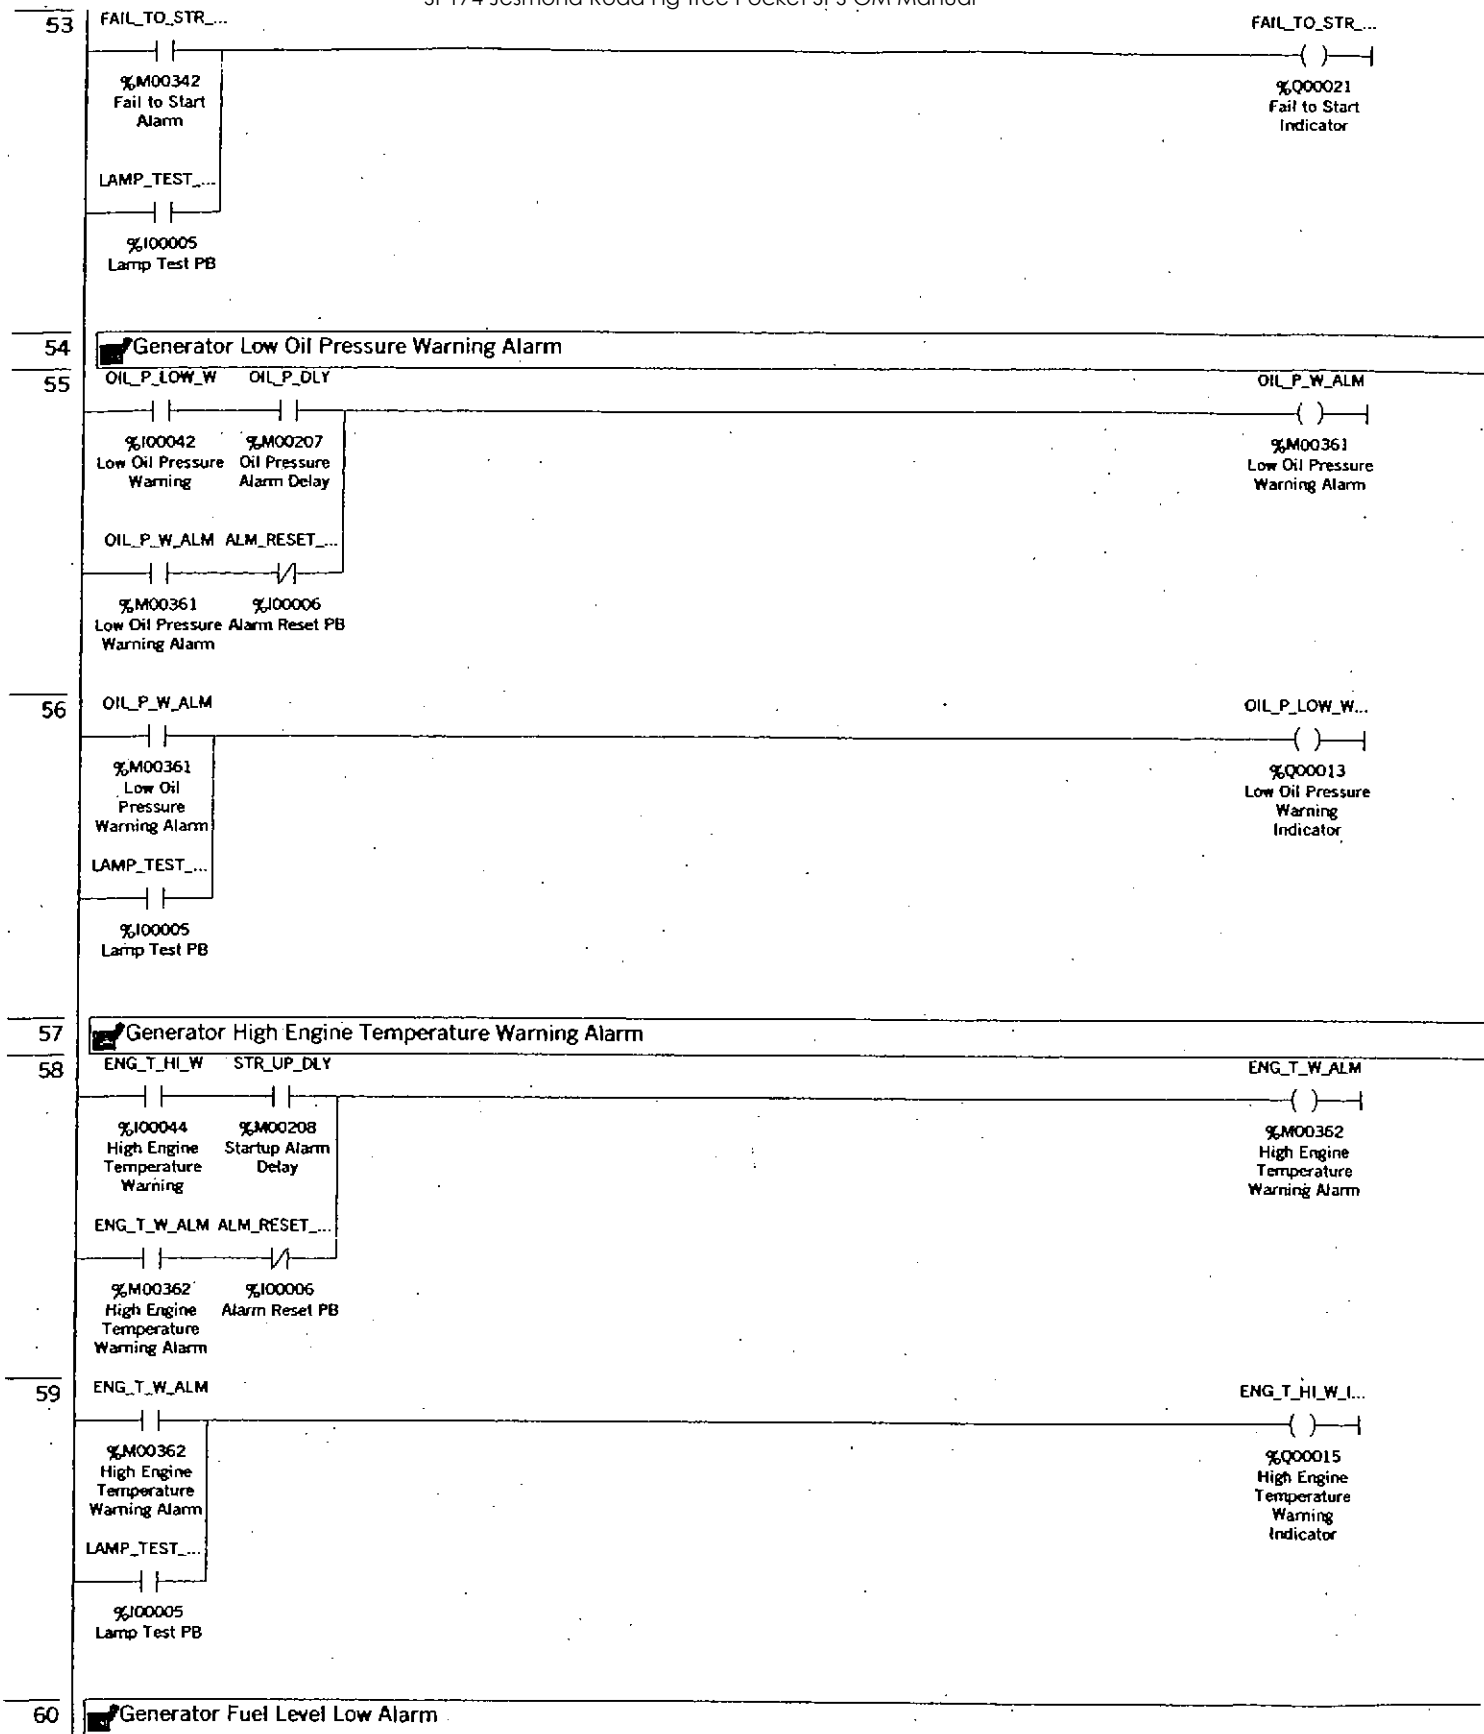 53
FAIL_TO_STR_...
FAIL_TO_STR_...
%M00342
Fail to Start
Alarm
%Q00021
Fail to Start
Indicator
LAMP_TEST_...
%I00005
Lamp Test PB
54
Generator Low Oil Pressure Warning Alarm
55
OIL_P_LOW_W OIL_P_DLY
OIL_P_W_ALM
%I00042 %M00207
Low Oil Pressure Oil Pressure
Warning Alarm Delay
%M00361
Low Oil Pressure
Warning Alarm
OIL_P_W_ALM ALM_RESET_...
%M00361 %I00006
Low Oil Pressure Alarm Reset PB
Warning Alarm
56
OIL_P_W_ALM
OIL_P_LOW_W...
%M00361
Low Oil
Pressure
Warning Alarm
%Q00013
Low Oil Pressure
Warning
Indicator
LAMP_TEST_...
%I00005
Lamp Test PB
57
Generator High Engine Temperature Warning Alarm
58
ENG_T_HI_W STR_UP_DLY
ENG_T_W_ALM
%I00044 %M00208
High Engine Startup Alarm
Temperature Delay
Warning
%M00362
High Engine
Temperature
Warning Alarm
ENG_T_W_ALM ALM_RESET_...
%M00362 %I00006
High Engine Alarm Reset PB
Temperature
Warning Alarm
59
ENG_T_W_ALM
ENG_T_HI_W_I...
%M00362
High Engine
Temperature
Warning Alarm
%Q00015
High Engine
Temperature
Warning
Indicator
LAMP_TEST_...
%I00005
Lamp Test PB
60
Generator Fuel Level Low Alarm